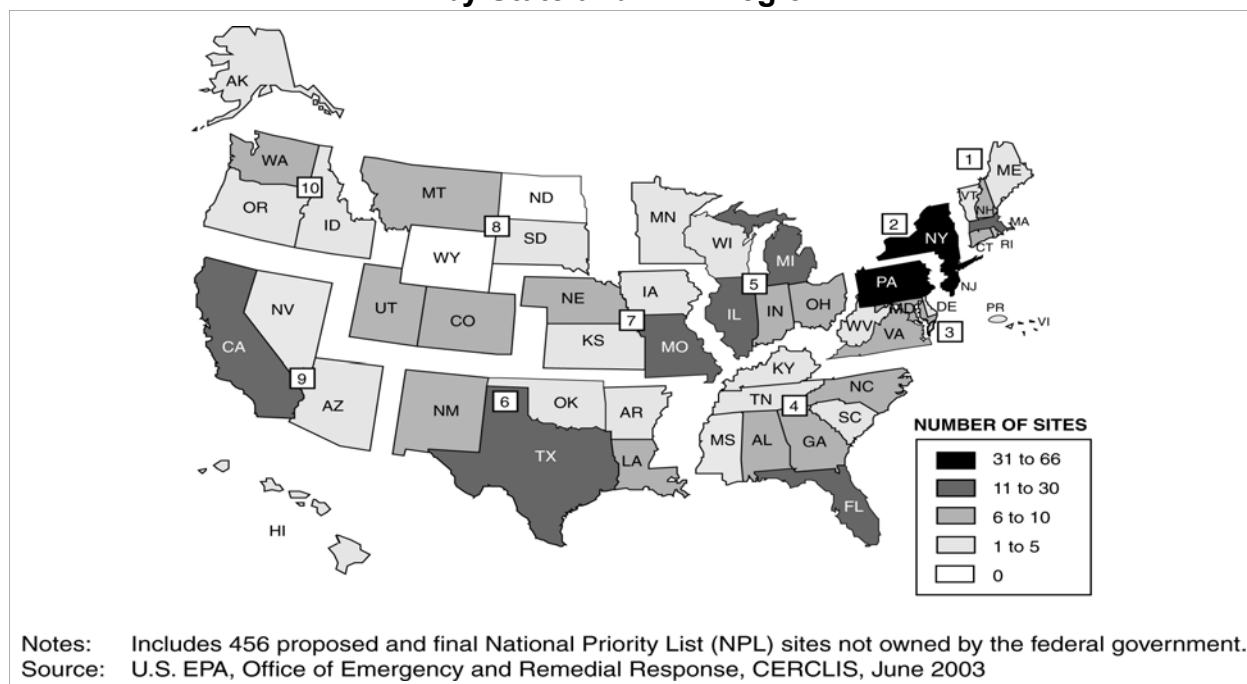 by State and
AK
WA
10
OR
ID
MT
ND
8
SD
WY
MN
WI
MI
5
1
ME
VT
NH
MA
CT
RI
2
NY
PA
NJ
NV
CA
UT
CO
NE
IA
7
KS
MO
IL
IN
OH
WV
MD
DE
VA
3
PR
VI
9
AZ
NM
6
OK
TX
AR
LA
KY
TN
4
NC
SC
MS
AL
GA
FL
HI
NUMBER OF SITES
31 to 66
11 to 30
6 to 10
1 to 5
0
Notes: Includes 456 proposed and final National Priority List (NPL) sites not owned by the federal government.
Source: U.S. EPA, Office of Emergency and Remedial Response, CERCLIS, June 2003